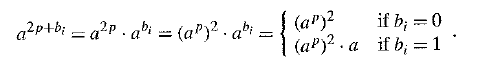 a^{2p+b_i} = a^{2p} · a^{b_i} = (a^p)^2 · a^{b_i} = { (a^p)^2 if b_i = 0
(a^p)^2 · a if b_i = 1 .